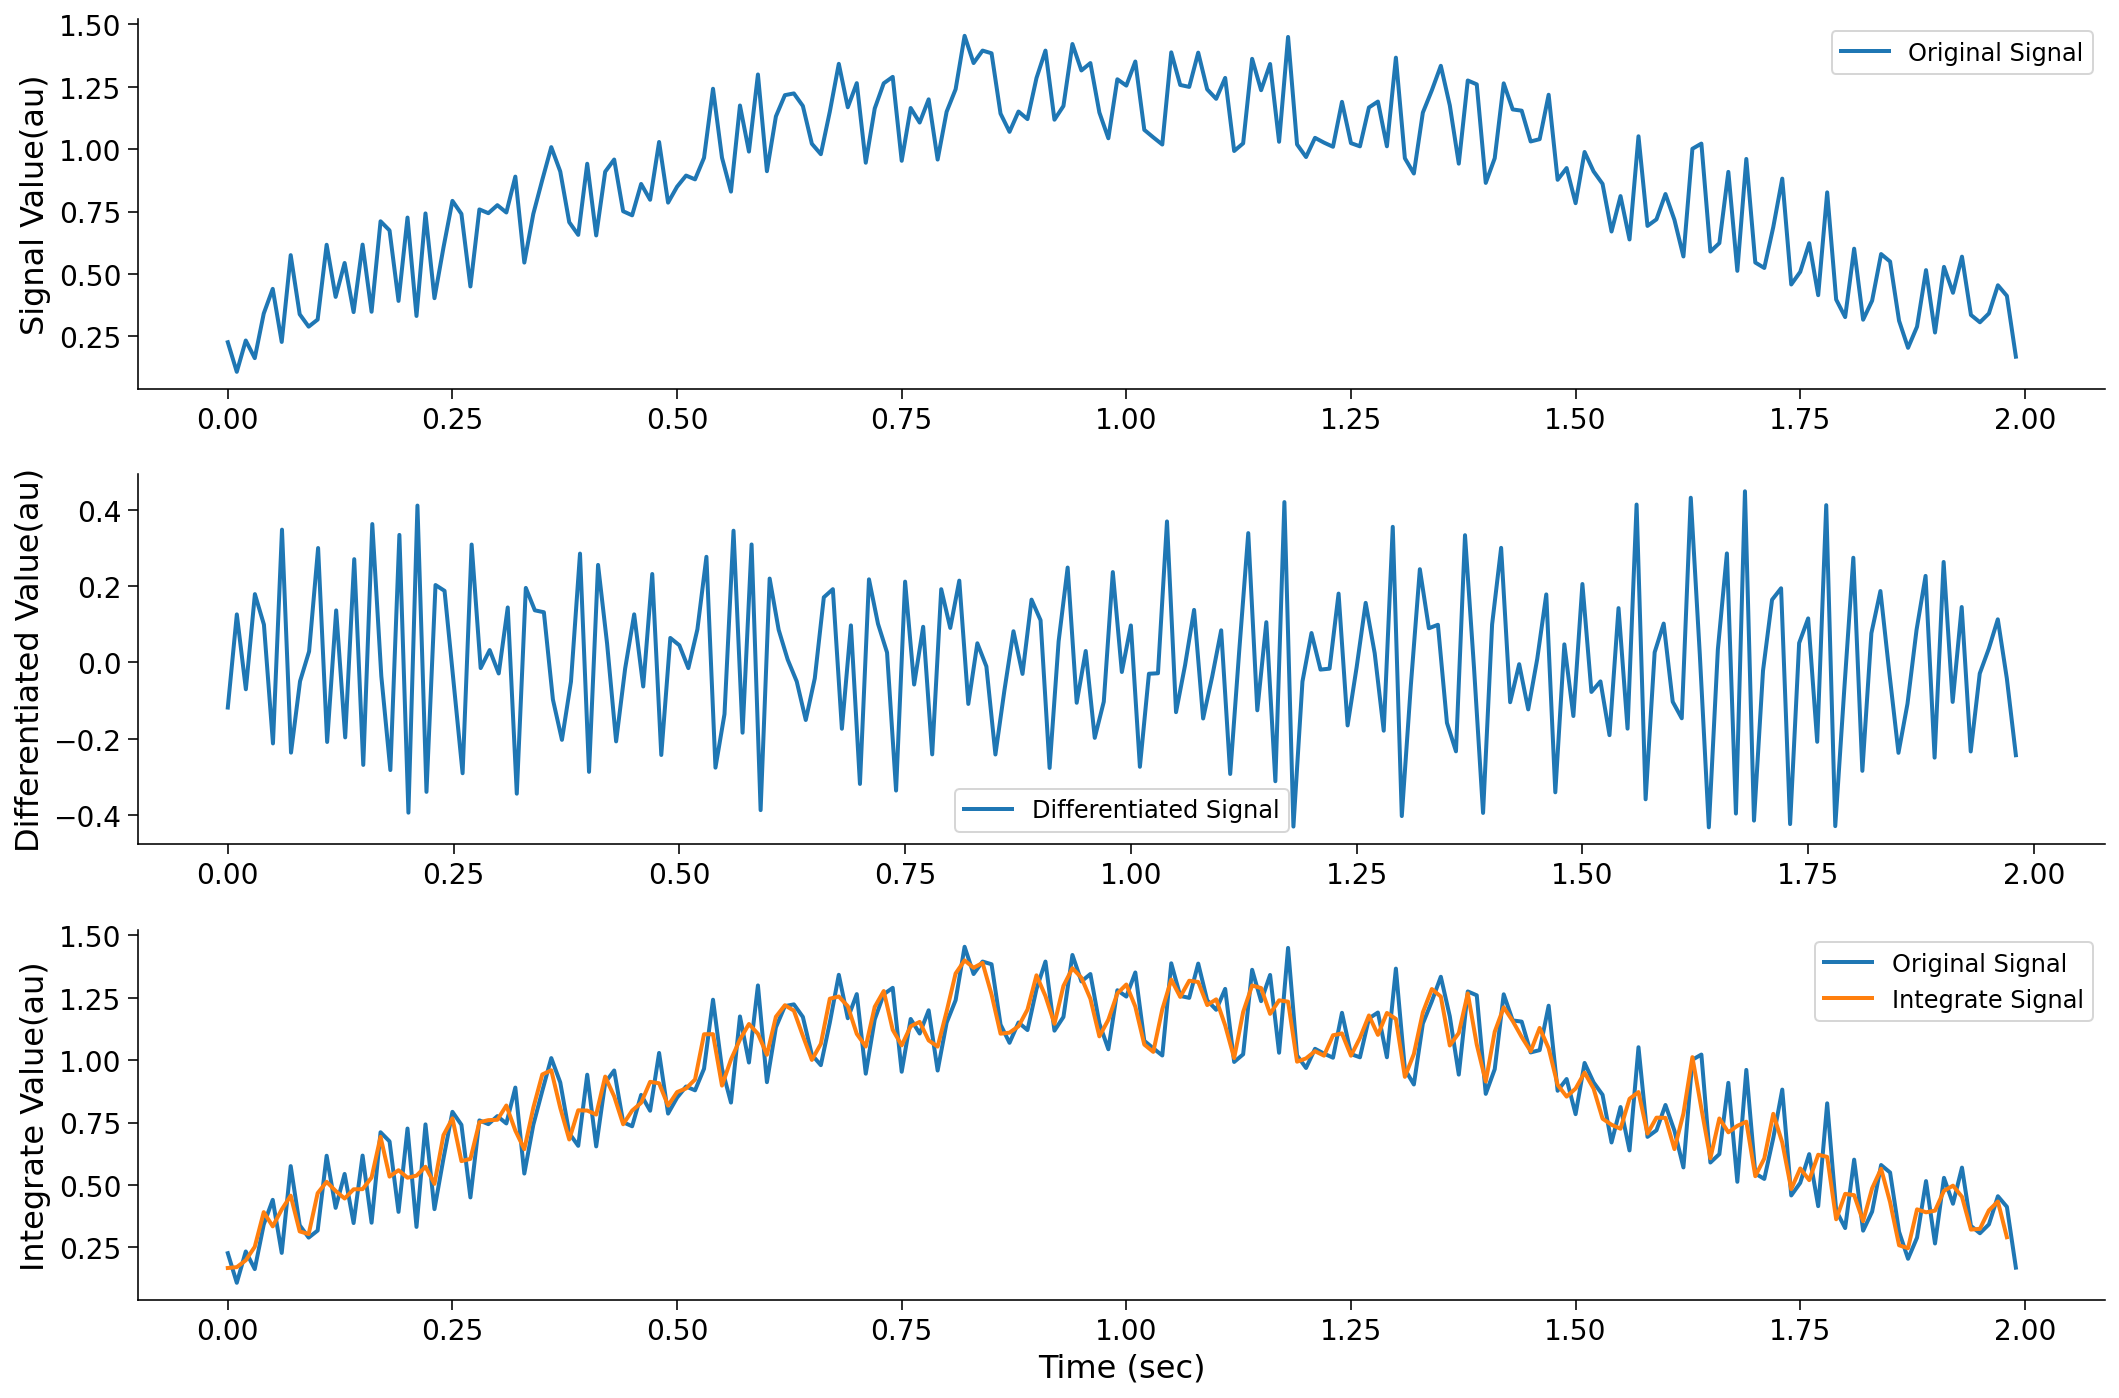 Signal Value(au)
1.50
1.25
1.00
0.75
0.50
0.25
Original Signal
0.00 0.25 0.50 0.75 1.00 1.25 1.50 1.75 2.00
Differentiated Value(au)
0.4
0.2
0.0
−0.2
−0.4
Differentiated Signal
0.00 0.25 0.50 0.75 1.00 1.25 1.50 1.75 2.00
Integrate Value(au)
1.50
1.25
1.00
0.75
0.50
0.25
Original Signal
Integrate Signal
0.00 0.25 0.50 0.75 1.00 1.25 1.50 1.75 2.00
Time (sec)